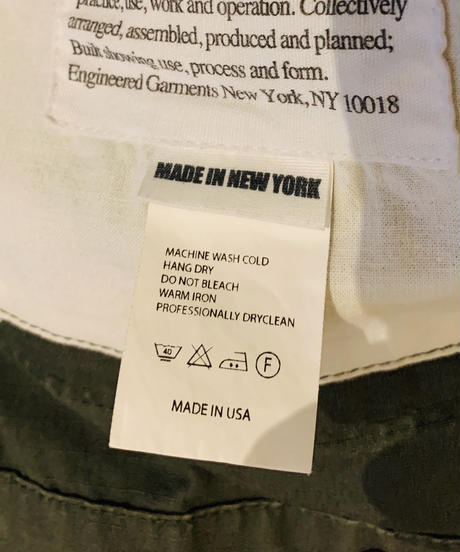 practice, use, work and operation. Collectively
arranged, assembled, produced and planned;
Built showing use, process and form.
Engineered Garments New York, NY 10018
MADE IN NEW YORK
MACHINE WASH COLD
HANG DRY
DO NOT BLEACH
WARM IRON
PROFESSIONALLY DRYCLEAN
40 F
MADE IN USA